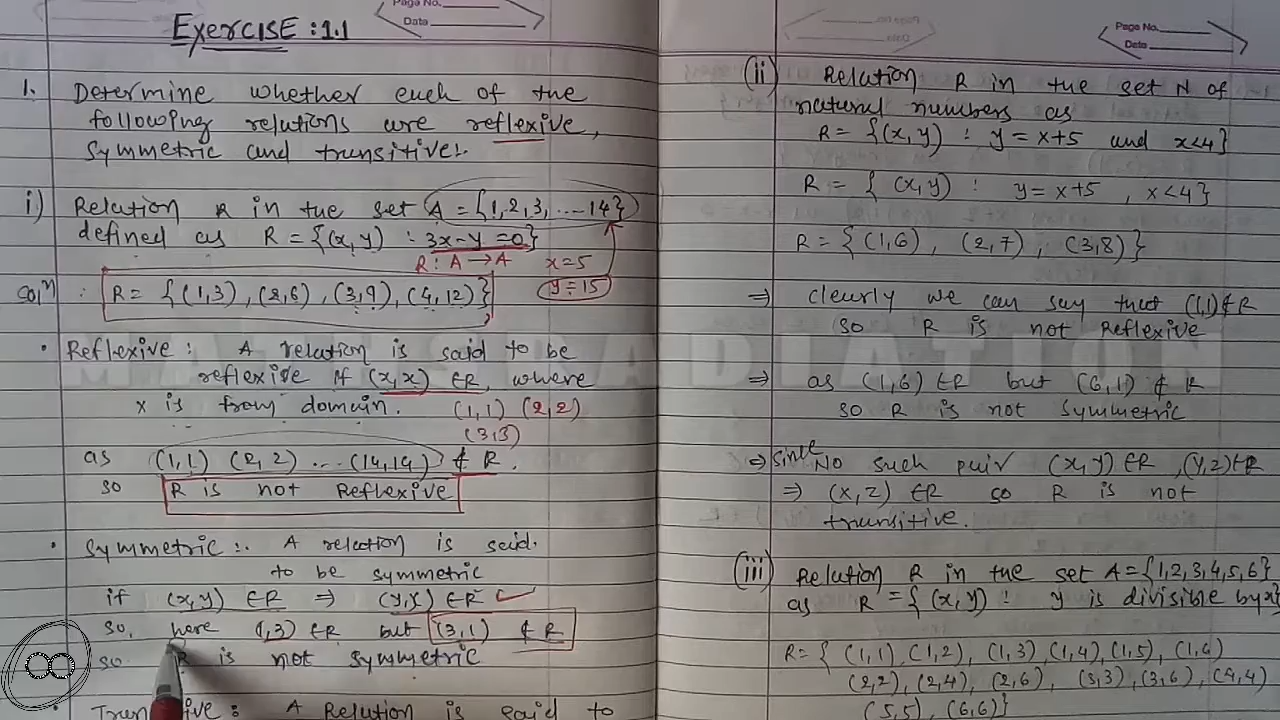 Page No.
Date
Exercise : 1.1
1. Determine whether each of the
following relations are reflexive,
symmetric and transitive:.
i) Relation R in the set A = {1,2,3,...14}
defined as R = {(x,y) : 3x-y=0}
R : A → A x=5
so,ⁿ : R = {(1,3), (2,6), (3,9), (4,12)} y=15
• Reflexive : A relation is said to be
reflexive if (x,x) ∈R, where
x is from domain. (1,1) (2,2)
(3,3)
as (1,1) (2,2) ... (14,14) ∉ R.
so R is not Reflexive
• Symmetric :. A relation is said.
to be symmetric
if (x,y) ∈R ⇒ (y,x) ∈R
so, here (1,3) ∈R but (3,1) ∉ R
so R is not symmetric
A Relation is said to
Page No.
Date
(ii) Relation R in the set N of
natural numbers as
R = {(x,y) : y = x+5 and x<4}
R = { (x,y) : y = x+5 , x<4}
R = { (1,6) , (2,7) , (3,8)}
⇒ clearly we can say that (1,1)∉R
so R is not Reflexive
⇒ as (1,6) ∈R but (6,1) ∉ R
so R is not symmetric
⇒ since NO such pair (x,y) ∈R, (y,z)∈R
⇒ (x,z) ∈R so R is not
transitive.
(iii) Relation R in the set A = {1,2,3,4,5,6}
as R = { (x,y) : y is divisible by x}
R = { (1,1), (1,2), (1,3) (1,4), (1,5), (1,6)
(2,2), (2,4), (2,6), (3,3), (3,6), (4,4)
(5,5), (6,6)}